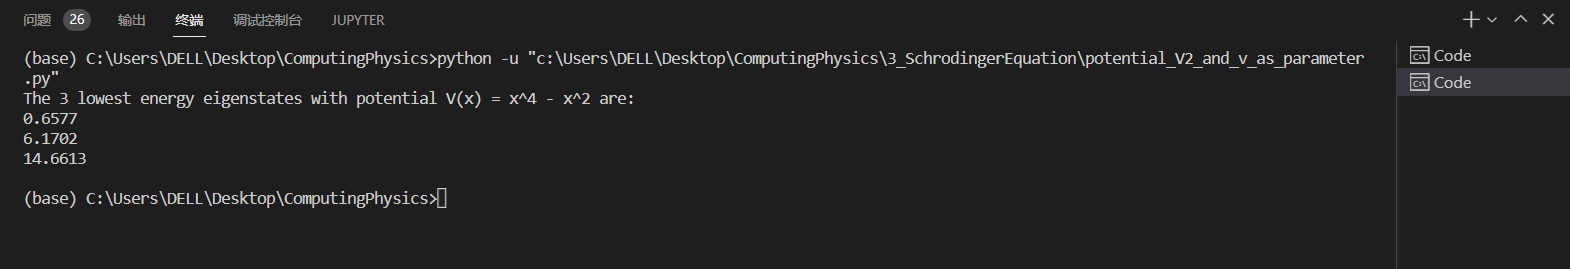 问题 26 输出 终端 调试控制台 JUPYTER
(base) C:\Users\DELL\Desktop\ComputingPhysics>python -u "c:\Users\DELL\Desktop\ComputingPhysics\3_SchrodingerEquation\potential_V2_and_v_as_parameter
.py"
The 3 lowest energy eigenstates with potential V(x) = x^4 - x^2 are:
0.6577
6.1702
14.6613
(base) C:\Users\DELL\Desktop\ComputingPhysics>
Code
Code